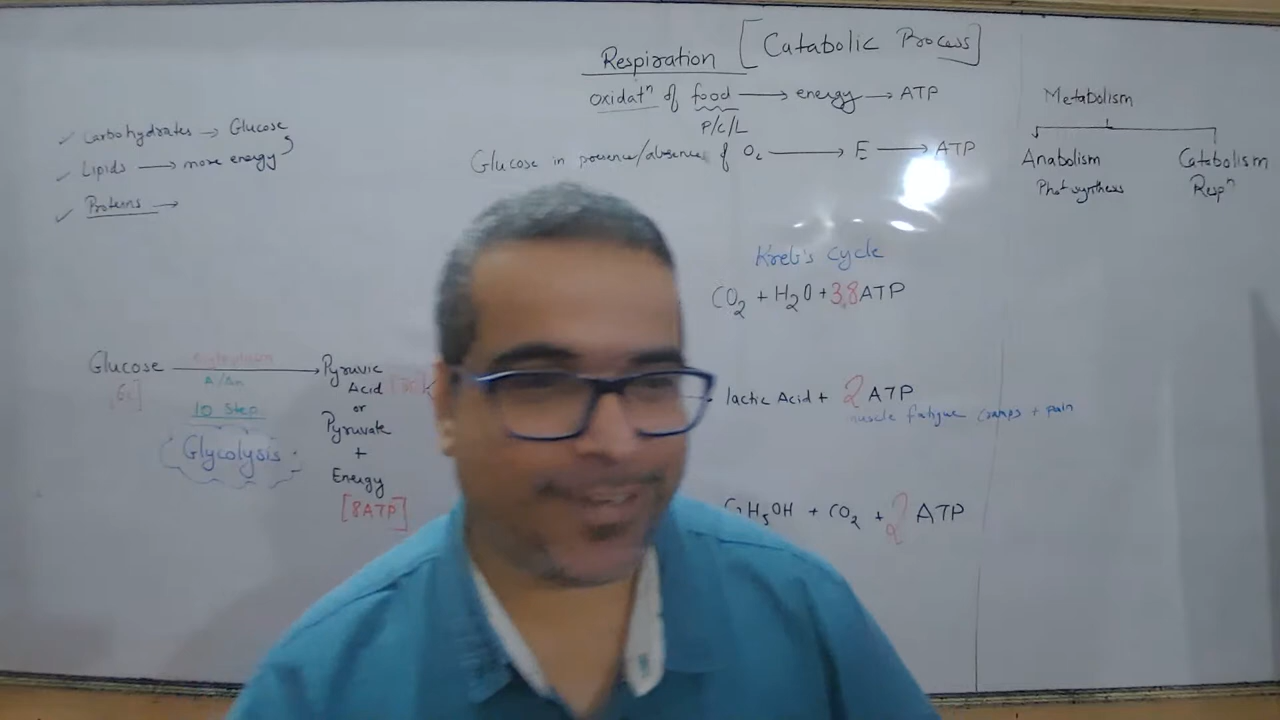 Respiration [Catabolic Process]
oxidatⁿ of food → energy → ATP
P/C/L
Glucose in presence/absence of O₂ → E → ATP
Metabolism
Anabolism
Photosynthesis
Catabolism
Respⁿ
✓ Carbohydrates → Glucose
✓ Lipids → more energy
✓ Proteins →
Kreb's Cycle
CO₂ + H₂O + 38 ATP
Glucose → Pyruvic
Acid
or
Pyruvate
+
Energy
[8ATP]
[6C]
10 Step
Glycolysis
lactic Acid + 2 ATP
muscle fatigue cramps + pain
H₅OH + CO₂ + 2 ATP